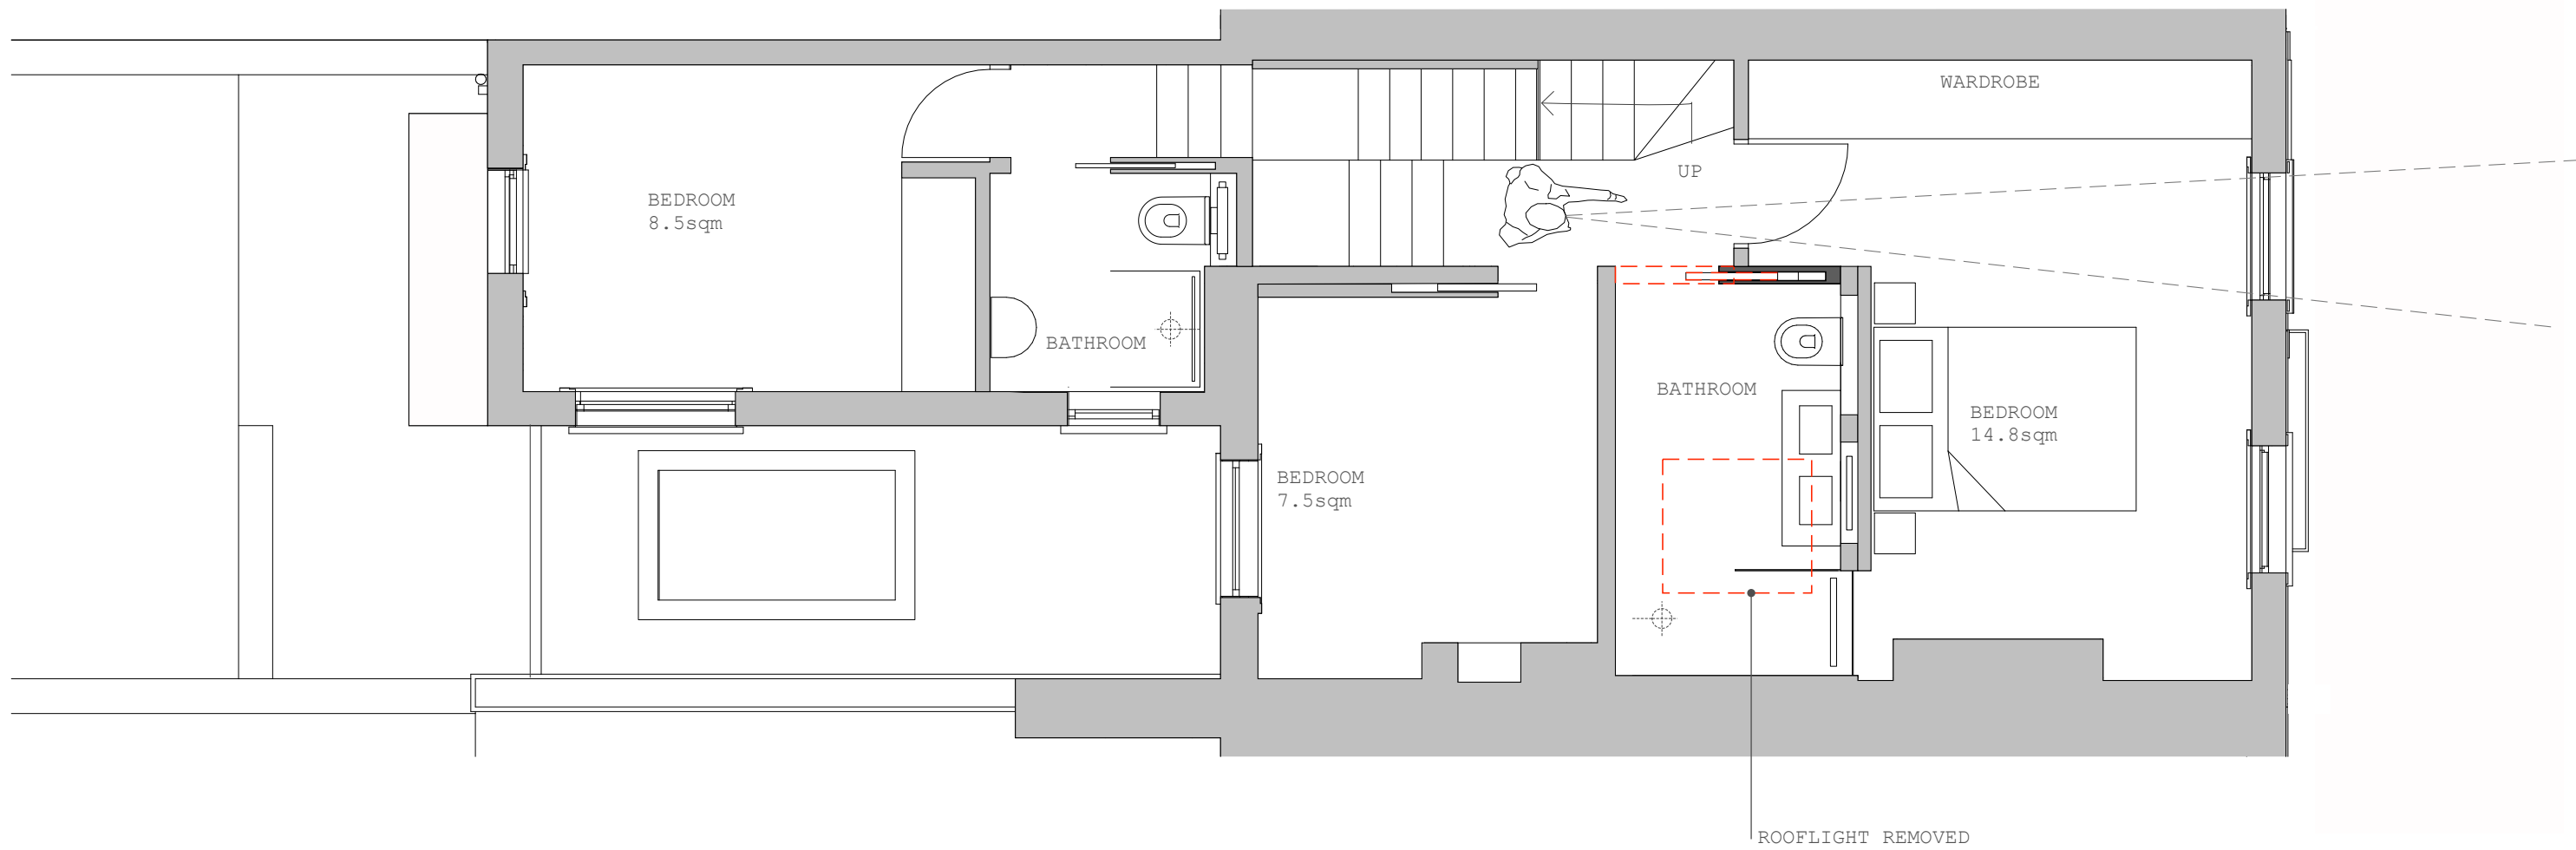 WARDROBE
UP
BEDROOM
8.5sqm
BATHROOM
BATHROOM
BEDROOM
14.8sqm
BEDROOM
7.5sqm
ROOFLIGHT REMOVED